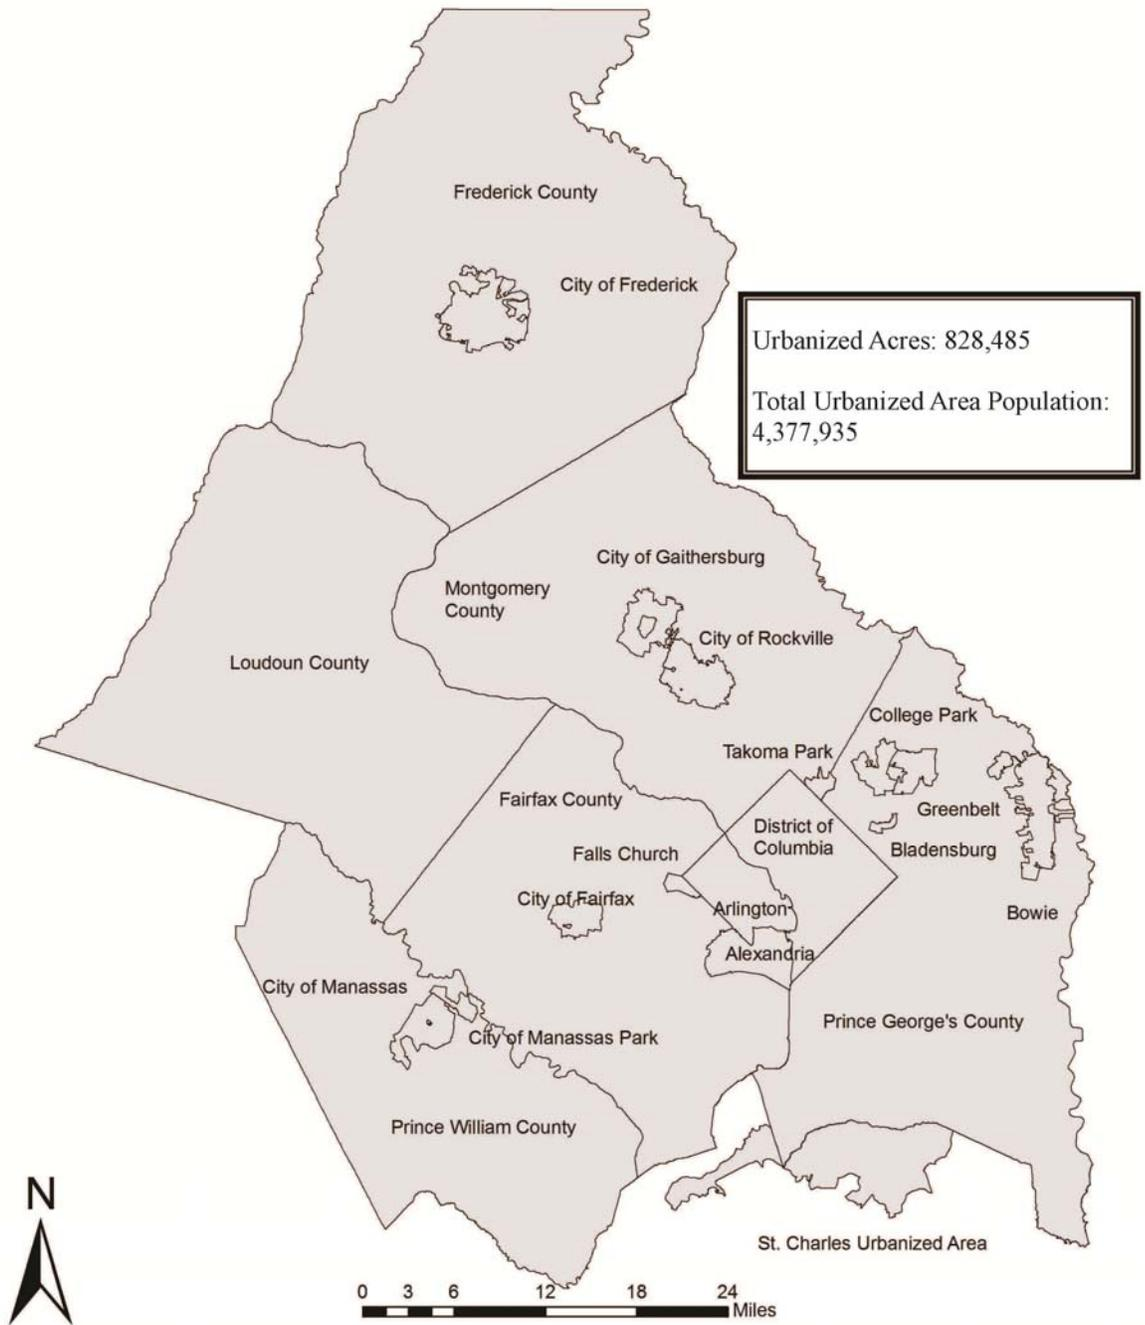 Frederick County
City of Frederick
Urbanized Acres: 828,485
Total Urbanized Area Population:
4,377,935
City of Gaithersburg
Montgomery
County
City of Rockville
Loudoun County
College Park
Takoma Park
Fairfax County
Greenbelt
District of
Columbia
Bladensburg
Falls Church
City of Fairfax
Arlington
Bowie
Alexandria
City of Manassas
Prince George's County
City of Manassas Park
Prince William County
N
St. Charles Urbanized Area
0 3 6 12 18 24
Miles